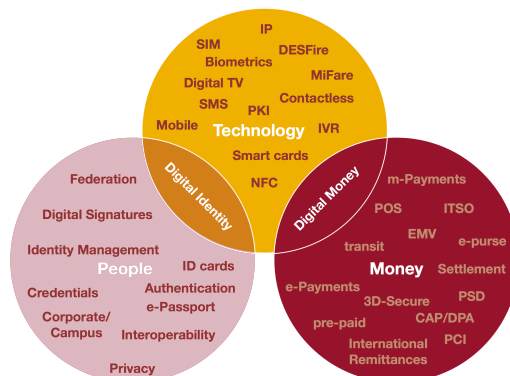 IP
SIM
DESFire
Biometrics
MiFare
Digital TV
Contactless
SMS
PKI
Mobile
IVR
Technology
Smart cards
NFC
Digital Identity
Digital Money
Federation
Digital Signatures
Identity Management
People
ID cards
Credentials
Authentication
e-Passport
Corporate/
Campus
Interoperability
Privacy
m-Payments
POS
ITSO
EMV
e-purse
transit
Money
Settlement
e-Payments
3D-Secure
PSD
pre-paid
CAP/DPA
PCI
International
Remittances